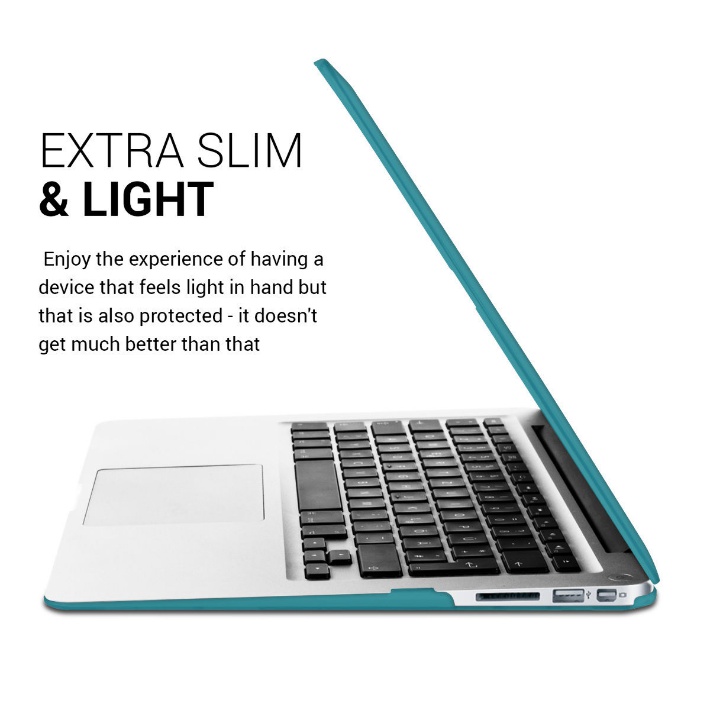 EXTRA SLIM
& LIGHT
Enjoy the experience of having a
device that feels light in hand but
that is also protected - it doesn't
get much better than that